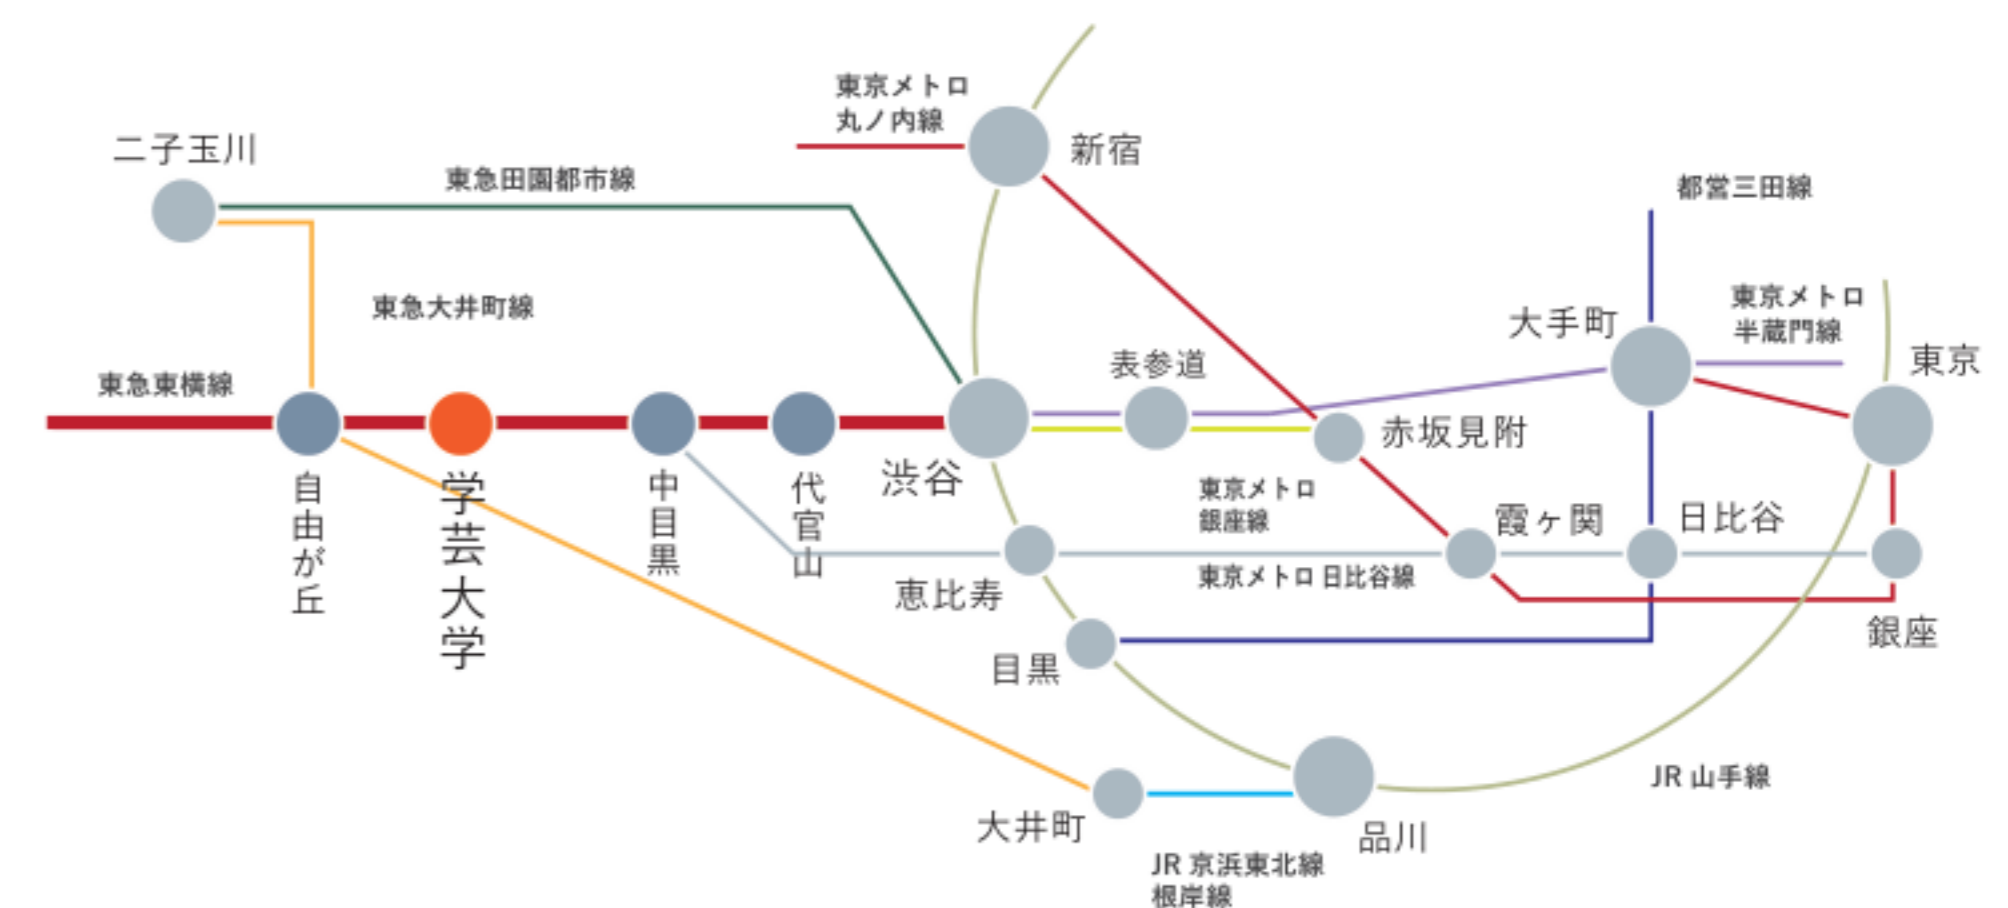 東京メトロ
丸ノ内線
新宿
二子玉川
東急田園都市線
都営三田線
東急大井町線
大手町
東京メトロ
半蔵門線
東京
表参道
東急東横線
赤坂見附
渋谷
自由が丘
学芸大学
中目黒
代官山
東京メトロ
銀座線
霞ヶ関
日比谷
東京メトロ 日比谷線
恵比寿
銀座
目黒
JR 山手線
大井町
品川
JR 京浜東北線
根岸線